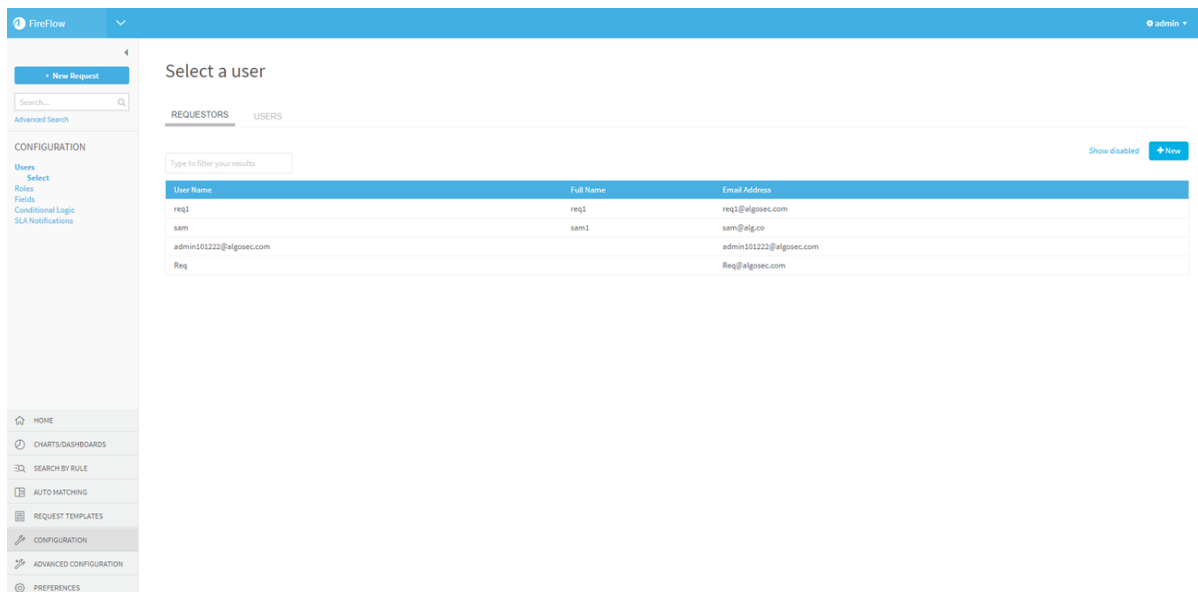 FireFlow
admin
+ New Request
Search...
Advanced Search
CONFIGURATION
Users
Select
Roles
Fields
Conditional Logic
SLA Notifications
HOME
CHARTS/DASHBOARDS
SEARCH BY RULE
AUTO MATCHING
REQUEST TEMPLATES
CONFIGURATION
ADVANCED CONFIGURATION
PREFERENCES
Select a user
REQUESTORS USERS
Show disabled +New
Type to filter your results
User Name Full Name Email Address
req1 req1 req1@algosec.com
sam sam1 sam@alg.co
admin101222@algosec.com admin101222@algosec.com
Req Req@algosec.com